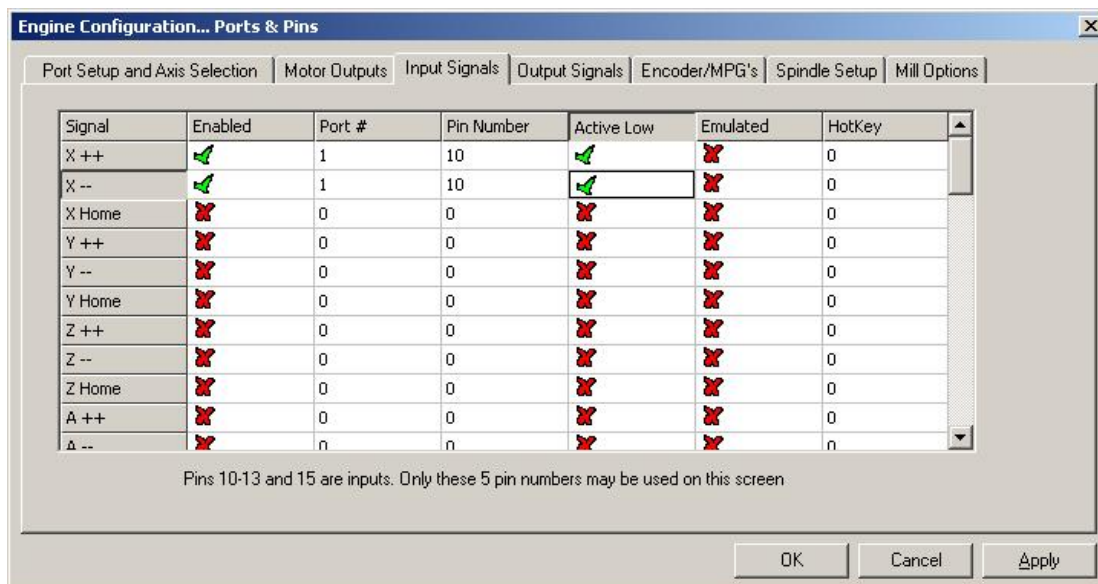 Engine Configuration... Ports & Pins
Port Setup and Axis Selection Motor Outputs Input Signals Output Signals Encoder/MPG's Spindle Setup Mill Options
Signal Enabled Port # Pin Number Active Low Emulated HotKey
X ++ 1 10 0
X -- 1 10 0
X Home 0 0 0
Y ++ 0 0 0
Y -- 0 0 0
Y Home 0 0 0
Z ++ 0 0 0
Z -- 0 0 0
Z Home 0 0 0
A ++ 0 0 0
A -- 0 0 0
Pins 10-13 and 15 are inputs. Only these 5 pin numbers may be used on this screen
OK Cancel Apply